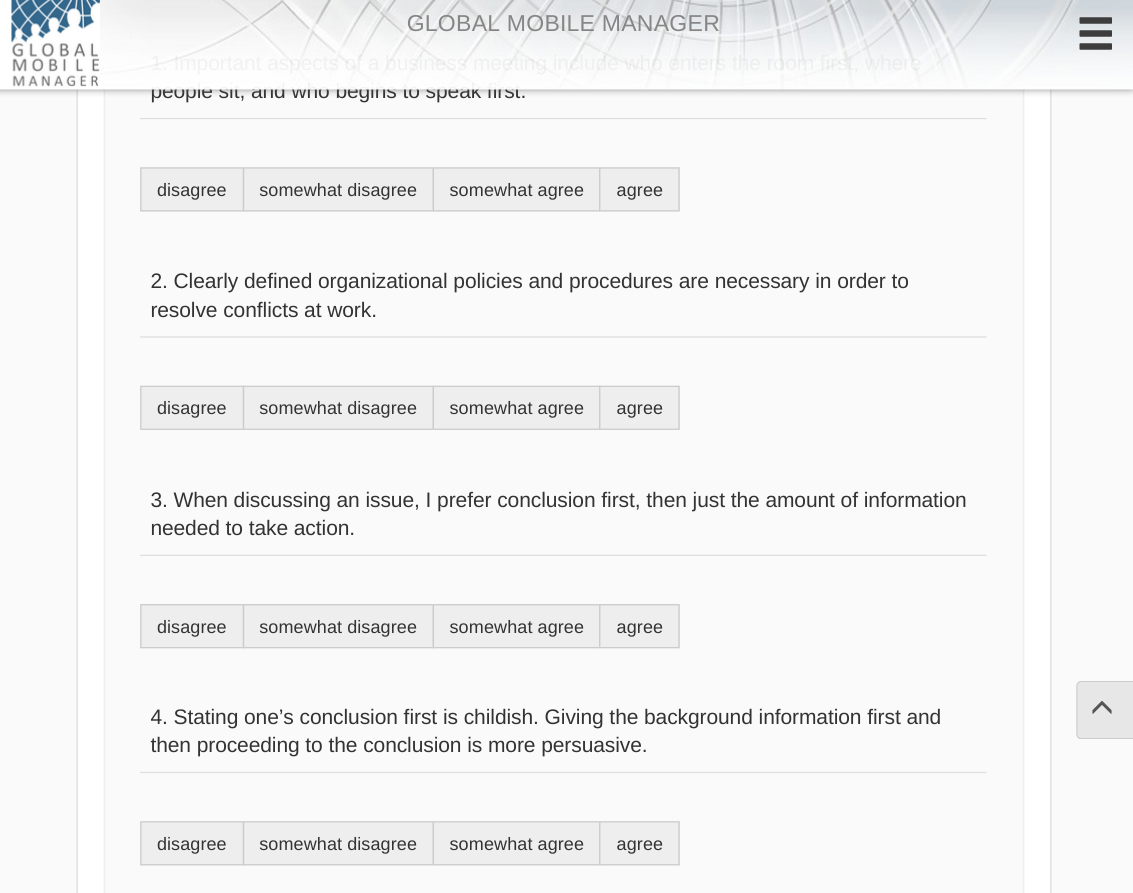 GLOBAL MOBILE MANAGER
GLOBAL
MOBILE
MANAGER
1. Important aspects of a business meeting include who enters the room first, where
people sit, and who begins to speak first.
disagree somewhat disagree somewhat agree agree
2. Clearly defined organizational policies and procedures are necessary in order to
resolve conflicts at work.
disagree somewhat disagree somewhat agree agree
3. When discussing an issue, I prefer conclusion first, then just the amount of information
needed to take action.
disagree somewhat disagree somewhat agree agree
4. Stating one’s conclusion first is childish. Giving the background information first and
then proceeding to the conclusion is more persuasive.
disagree somewhat disagree somewhat agree agree